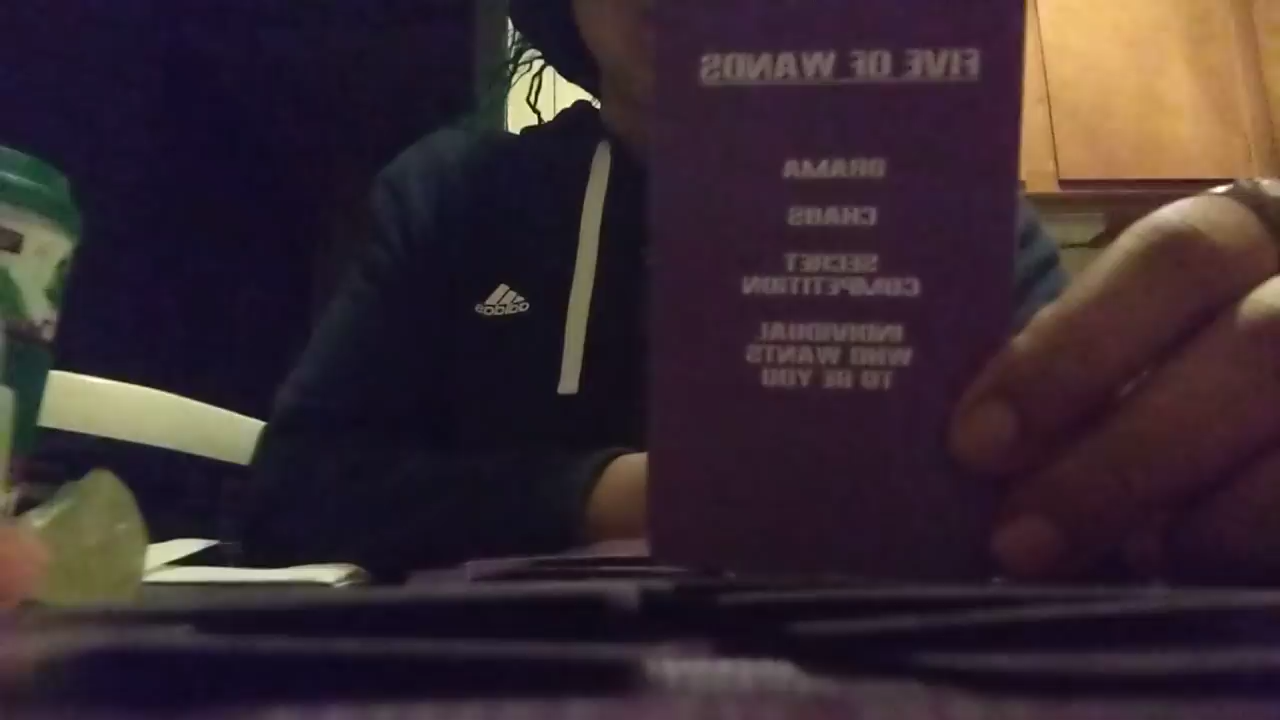 FIVE OF WANDS
DRAMA
CHAOS
SECRET
COMPETITION
INDIVIDUAL
WHO WANTS
TO BE YOU
adidas